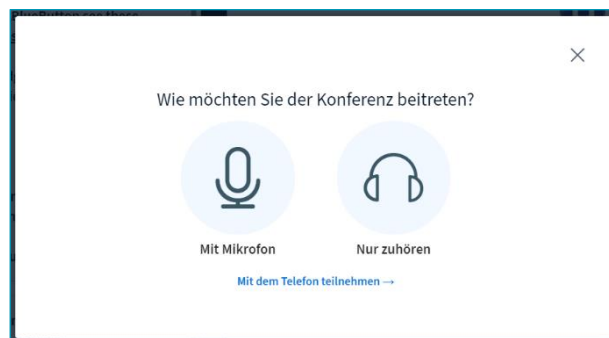 Wie möchten Sie der Konferenz beitreten?
Mit Mikrofon
Nur zuhören
Mit dem Telefon teilnehmen →